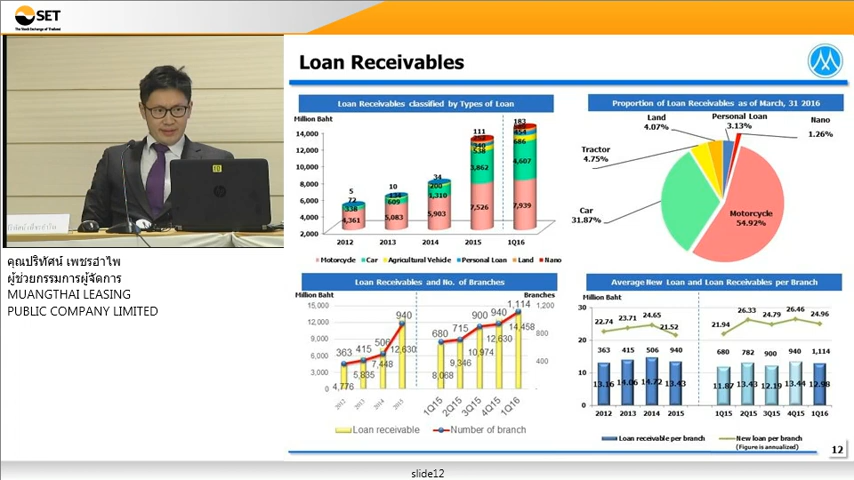 SET
The Stock Exchange of Thailand
คุณปริทัศน์ เพชรอำไพ
ผู้ช่วยกรรมการผู้จัดการ
MUANGTHAI LEASING
PUBLIC COMPANY LIMITED
Loan Receivables
Loan Receivables classified by Types of Loan
Million Baht
14,000
12,000
10,000
8,000
6,000
4,000
2,000
5
72
338
4,361
10
134
609
5,083
34
200
1,310
5,903
111
340
538
3,862
7,526
183
454
686
4,607
7,939
2012 2013 2014 2015 1Q16
Motorcycle Car Agricultural Vehicle Personal Loan Land Nano
Proportion of Loan Receivables as of March, 31 2016
Land
4.07%
Personal Loan
3.13%
Nano
1.26%
Tractor
4.75%
Car
31.87%
Motorcycle
54.92%
Loan Receivables and No. of Branches
Million Baht
Branches
15,000
12,000
9,000
6,000
3,000
0
1,200
800
400
363 415 506 940
680 715 900 940 1,114
4,776 5,835 7,448 12,630
8,068 9,346 10,974 12,630 14,458
2012 2013 2014 2015 1Q15 2Q15 3Q15 4Q15 1Q16
Loan receivable Number of branch
Average New Loan and Loan Receivables per Branch
Million Baht
30
20
10
0
22.74 23.71 24.65 21.52 21.94 26.33 24.79 26.46 24.96
363 415 506 940 680 782 900 940 1,114
13.16 14.06 14.72 13.43 11.87 13.43 12.19 13.44 12.98
2012 2013 2014 2015 1Q15 2Q15 3Q15 4Q15 1Q16
Loan receivable per branch New loan per branch
(Figure is annualized)
12
slide12